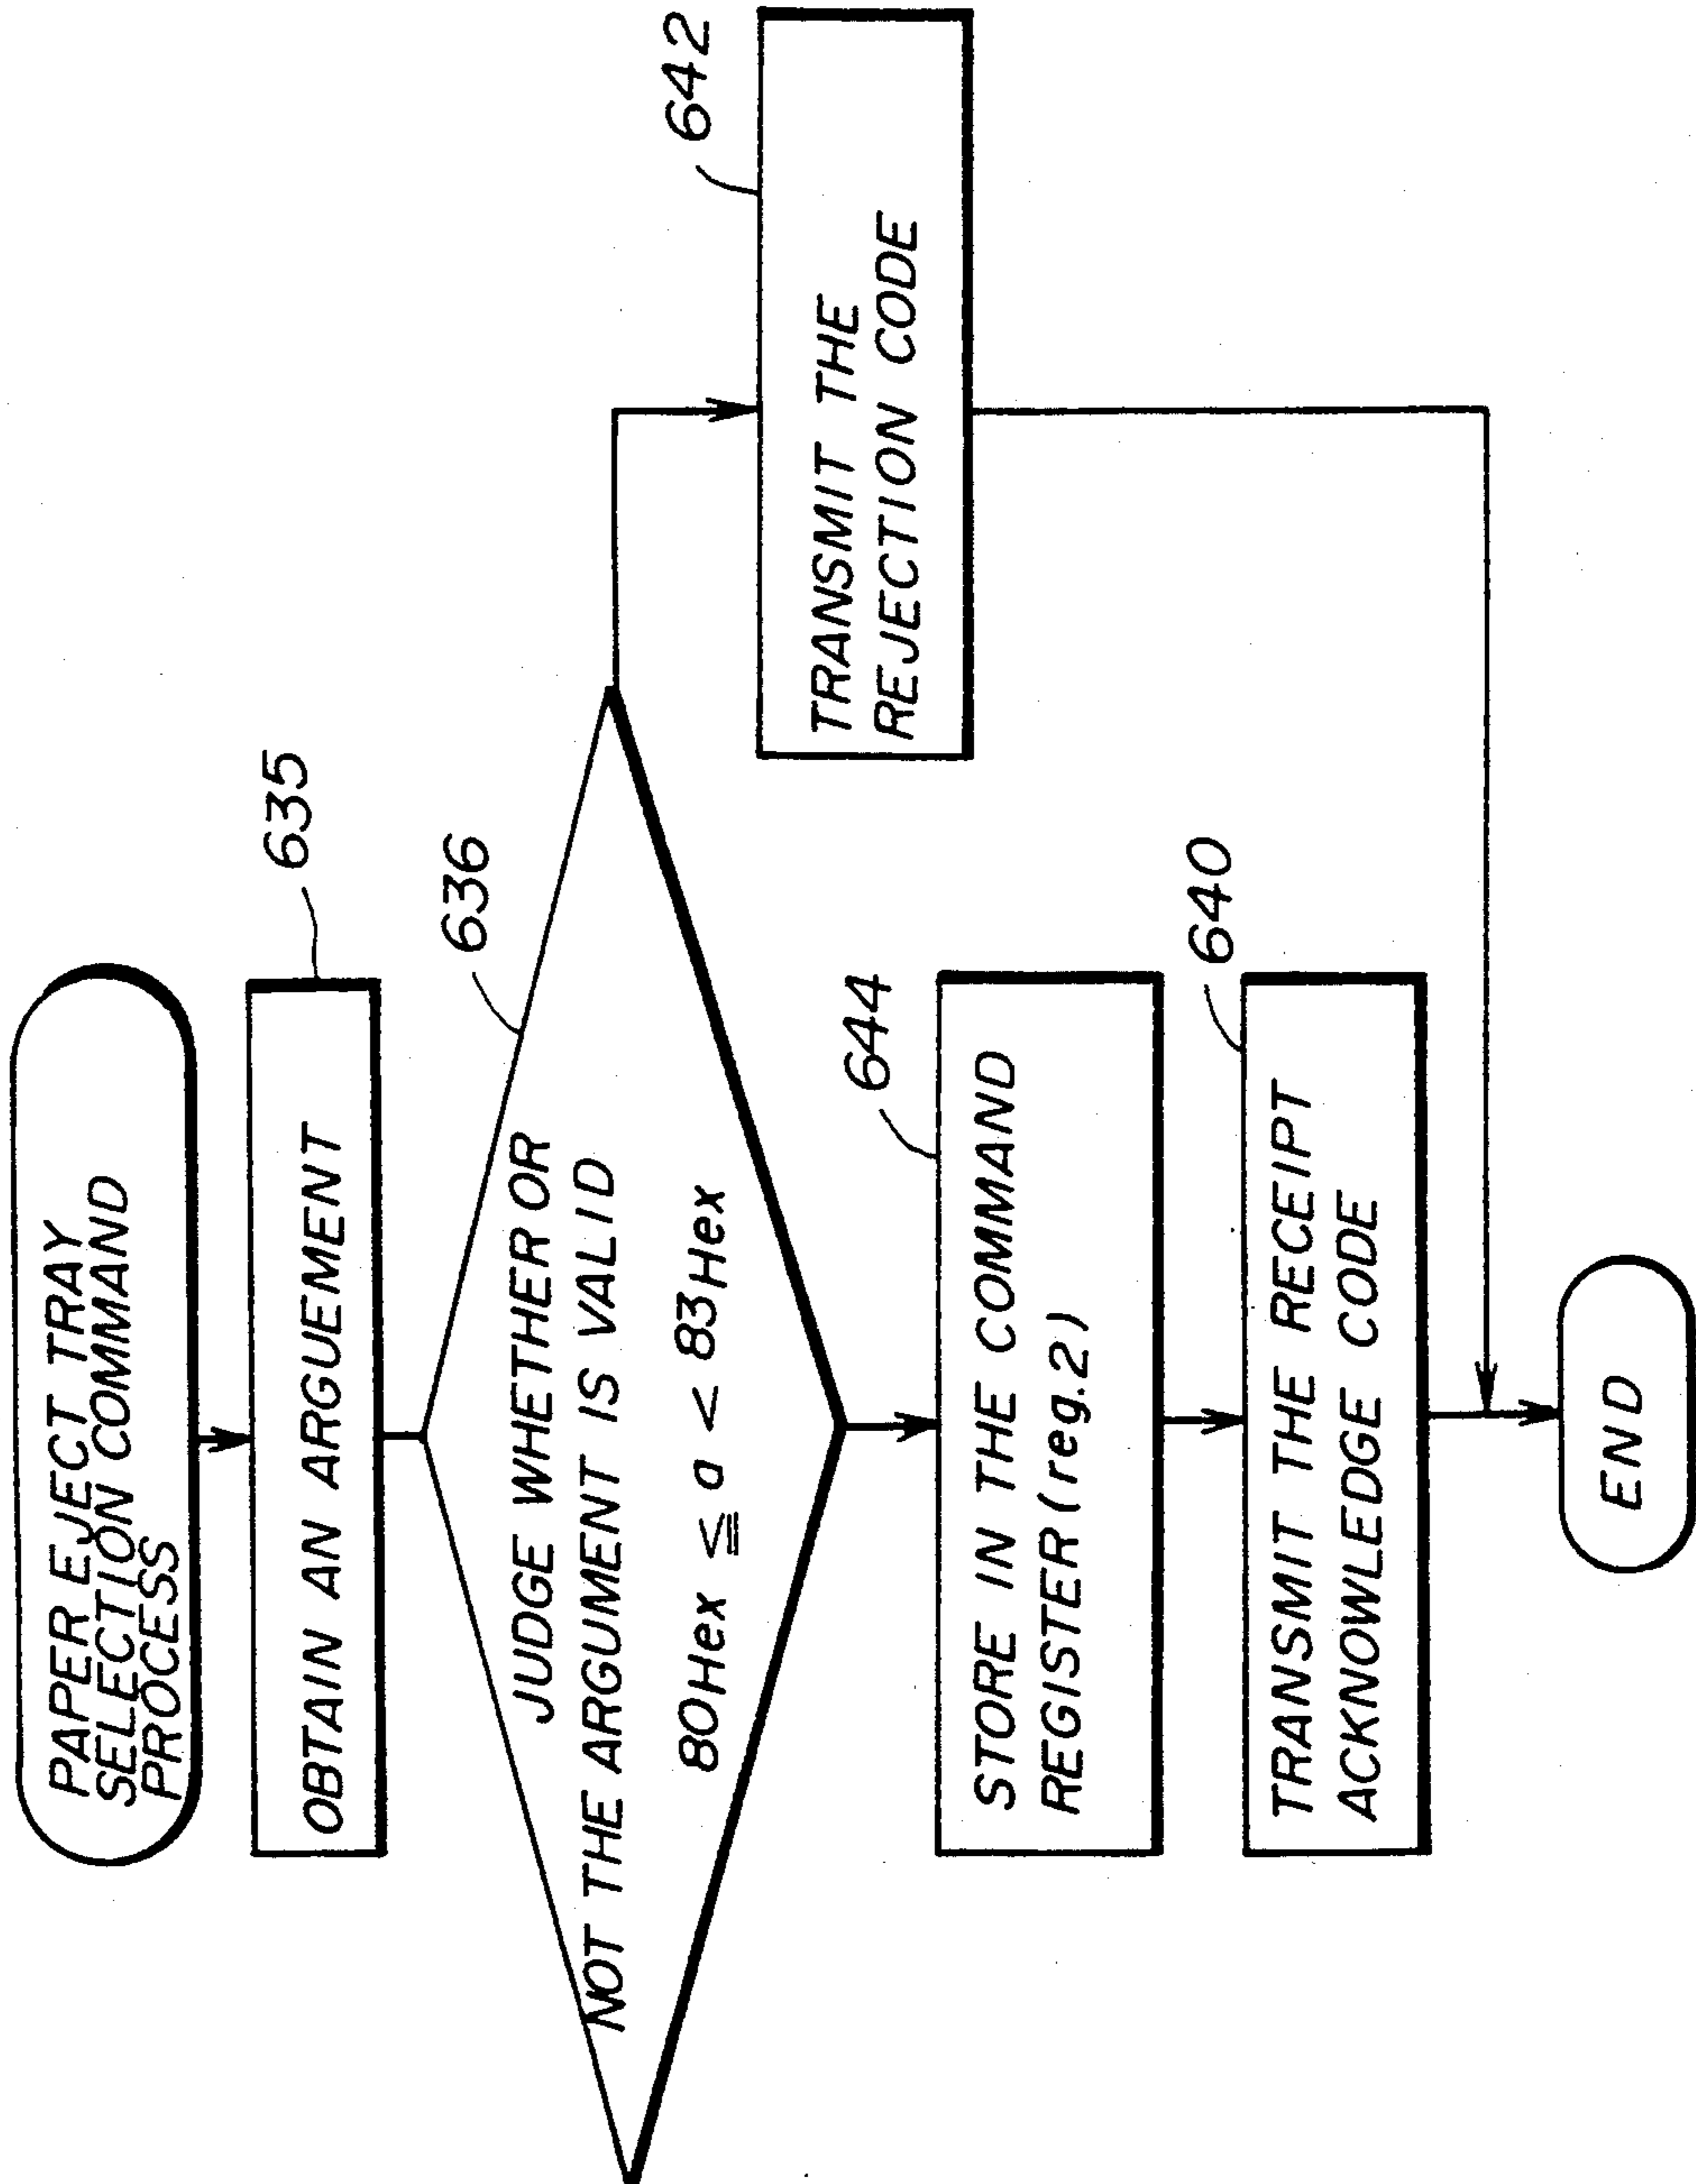 PAPER EJECT TRAY
SELECTION COMMAND
PROCESS
OBTAIN AN ARGUEMENT
635
JUDGE WHETHER OR
NOT THE ARGUMENT IS VALID
80Hex ≦ a < 83Hex
636
TRANSMIT THE
REJECTION CODE
642
STORE IN THE COMMAND
REGISTER (reg.2)
644
TRANSMIT THE RECEIPT
ACKNOWLEDGE CODE
640
END